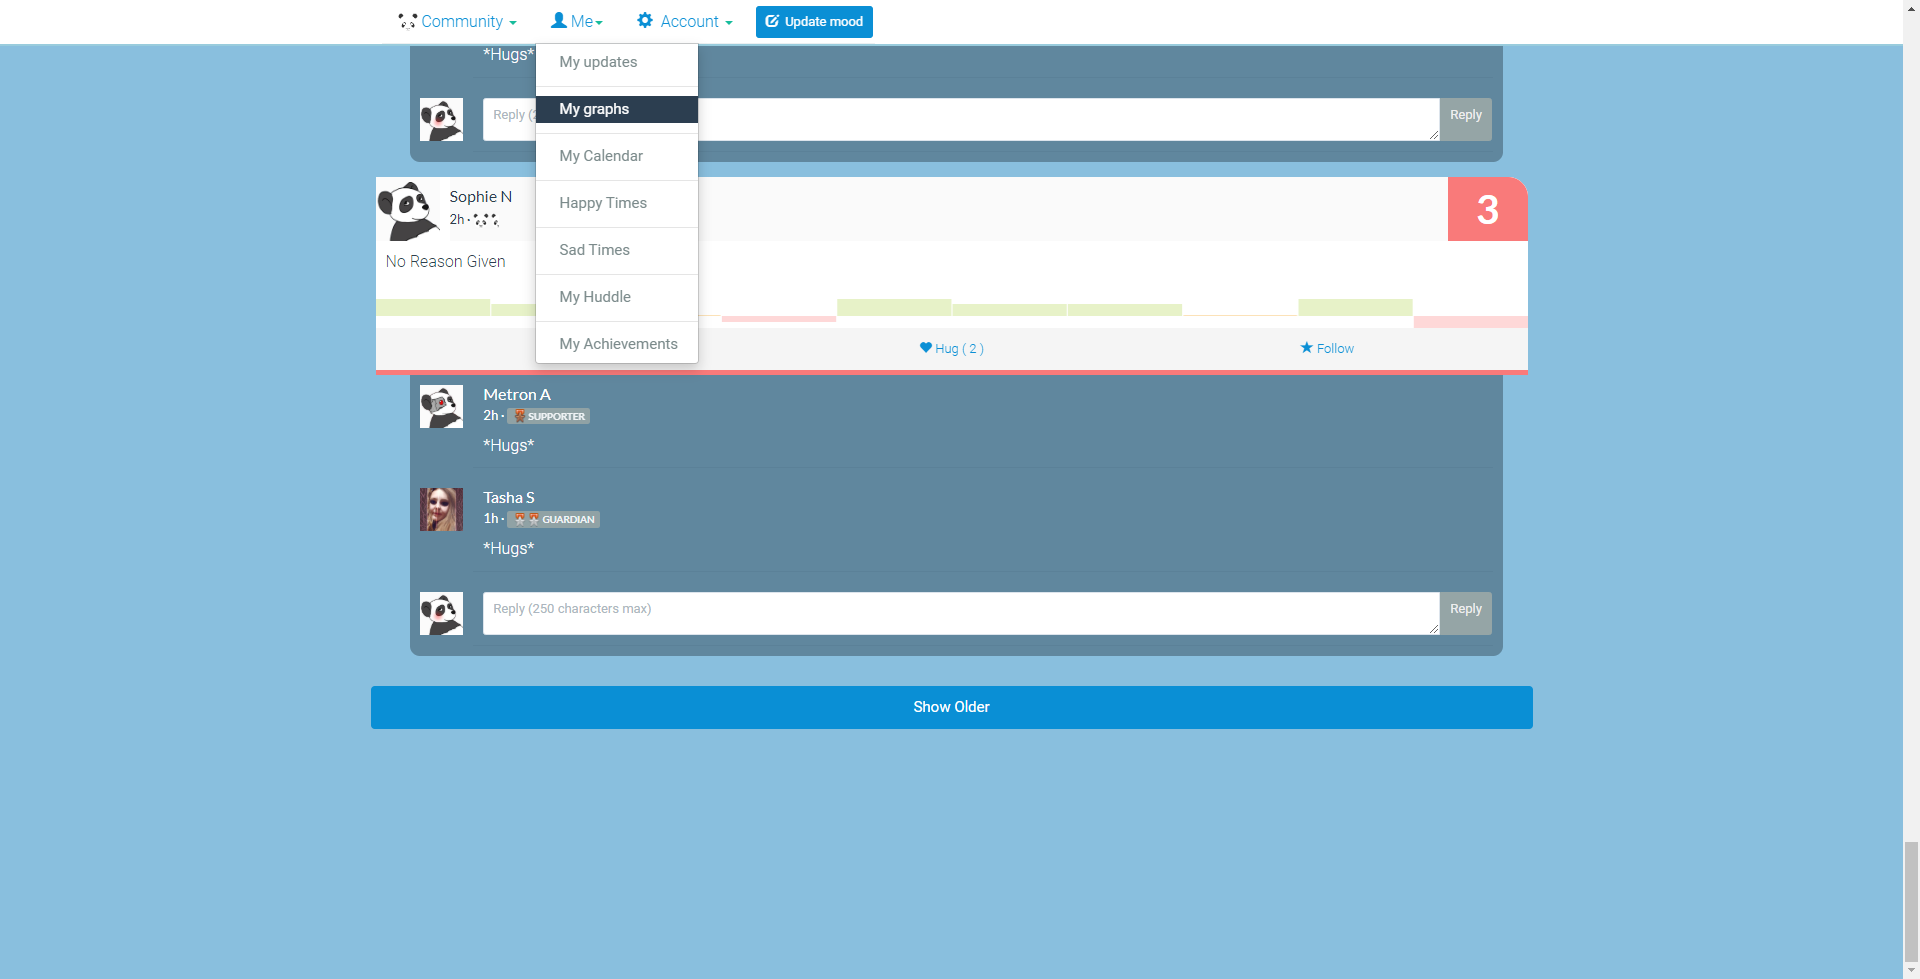 Community Me Account Update mood
*Hugs*
My updates
My graphs
My Calendar
Happy Times
Sad Times
My Huddle
My Achievements
Reply (
Reply
Sophie N
2h ·
3
No Reason Given
Hug ( 2 )
Follow
Metron A
2h · SUPPORTER
*Hugs*
Tasha S
1h · GUARDIAN
*Hugs*
Reply (250 characters max)
Reply
Show Older